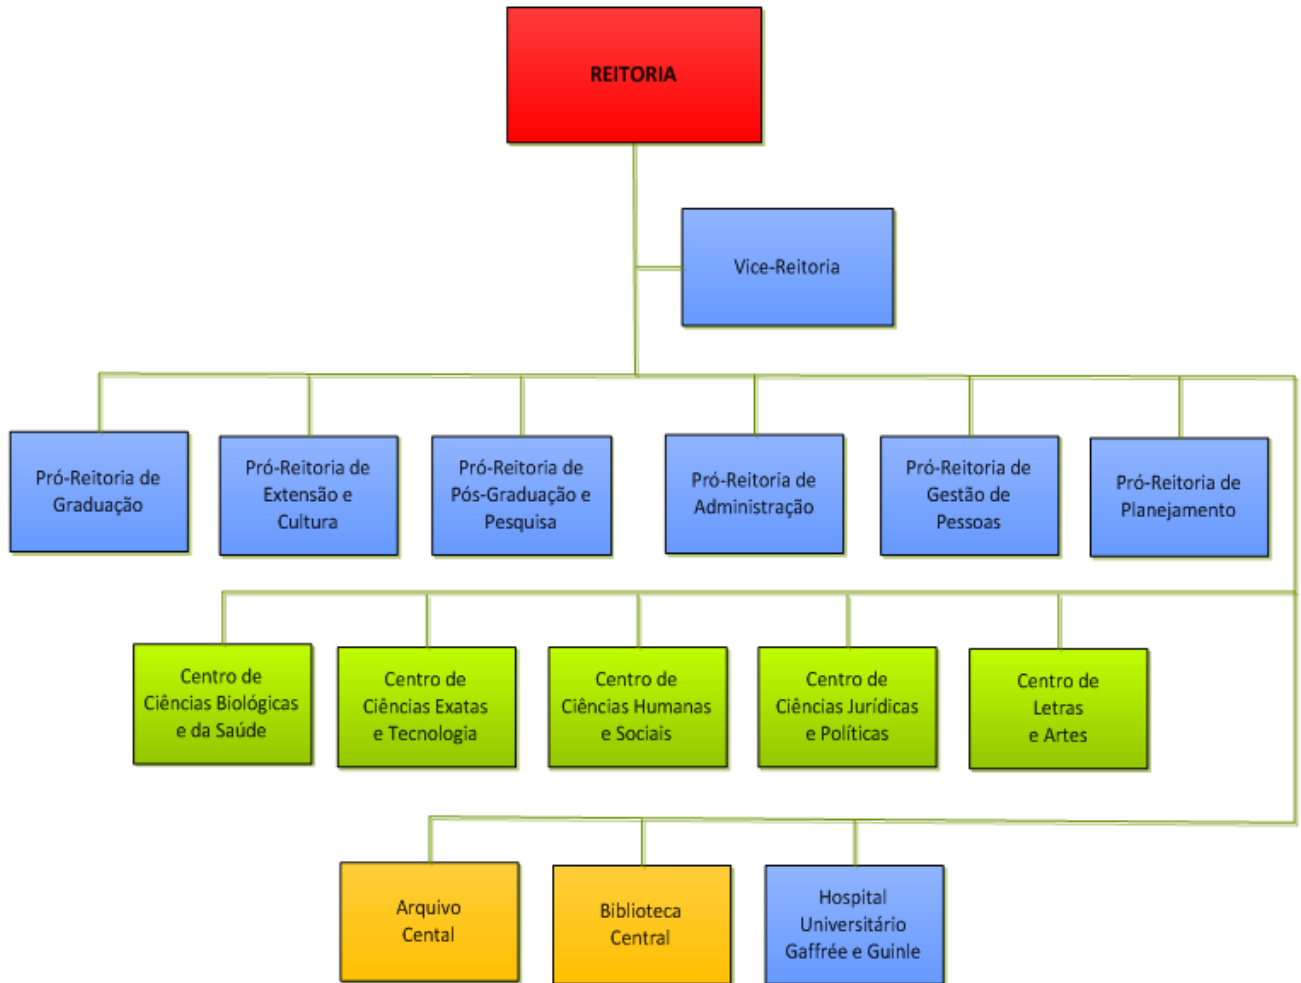 REITORIA
Vice-Reitoria
Pró-Reitoria de
Graduação
Pró-Reitoria de
Extensão e
Cultura
Pró-Reitoria de
Pós-Graduação e
Pesquisa
Pró-Reitoria de
Administração
Pró-Reitoria de
Gestão de
Pessoas
Pró-Reitoria de
Planejamento
Centro de
Ciências Biológicas
e da Saúde
Centro de
Ciências Exatas
e Tecnologia
Centro de
Ciências Humanas
e Sociais
Centro de
Ciências Jurídicas
e Políticas
Centro de
Letras
e Artes
Arquivo
Cental
Biblioteca
Central
Hospital
Universitário
Gaffrée e Guinle